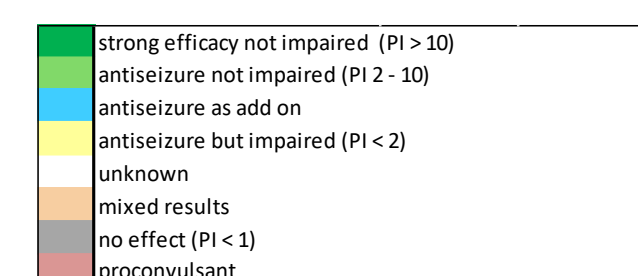 strong efficacy not impaired (PI > 10)
antiseizure not impaired (PI 2 - 10)
antiseizure as add on
antiseizure but impaired (PI < 2)
unknown
mixed results
no effect (PI < 1)
proconvulsant